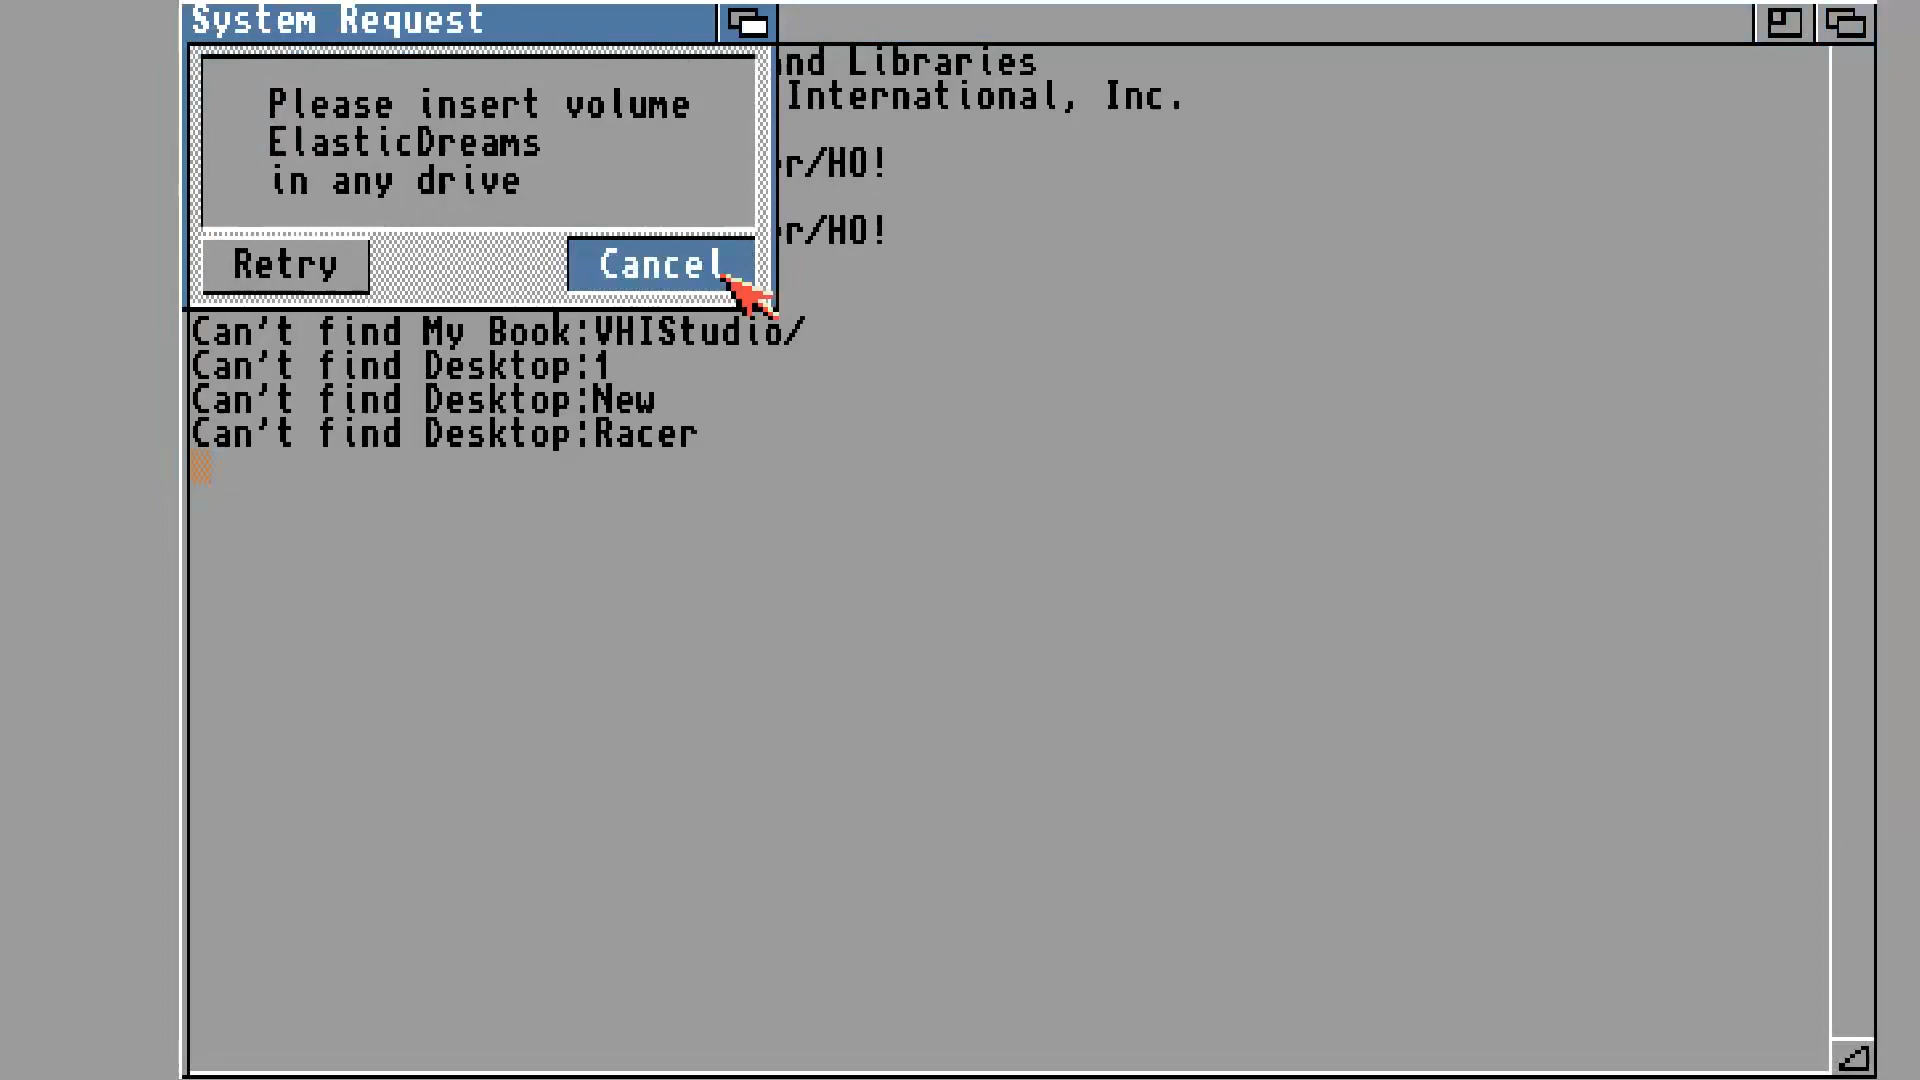 System Request
Please insert volume
ElasticDreams
in any drive
Retry
Cancel
nd Libraries
International, Inc.
r/HO!
r/HO!
Can't find My Book:VHIStudio/
Can't find Desktop:1
Can't find Desktop:New
Can't find Desktop:Racer